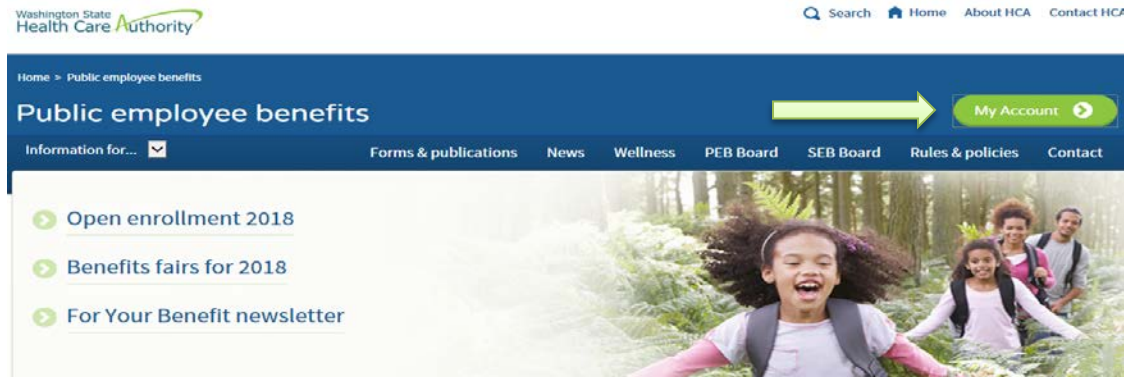 Washington State
Health Care Authority
Search Home About HCA Contact HCA
Home > Public employee benefits
Public employee benefits
My Account
Information for... Forms & publications News Wellness PEB Board SEB Board Rules & policies Contact
Open enrollment 2018
Benefits fairs for 2018
For Your Benefit newsletter